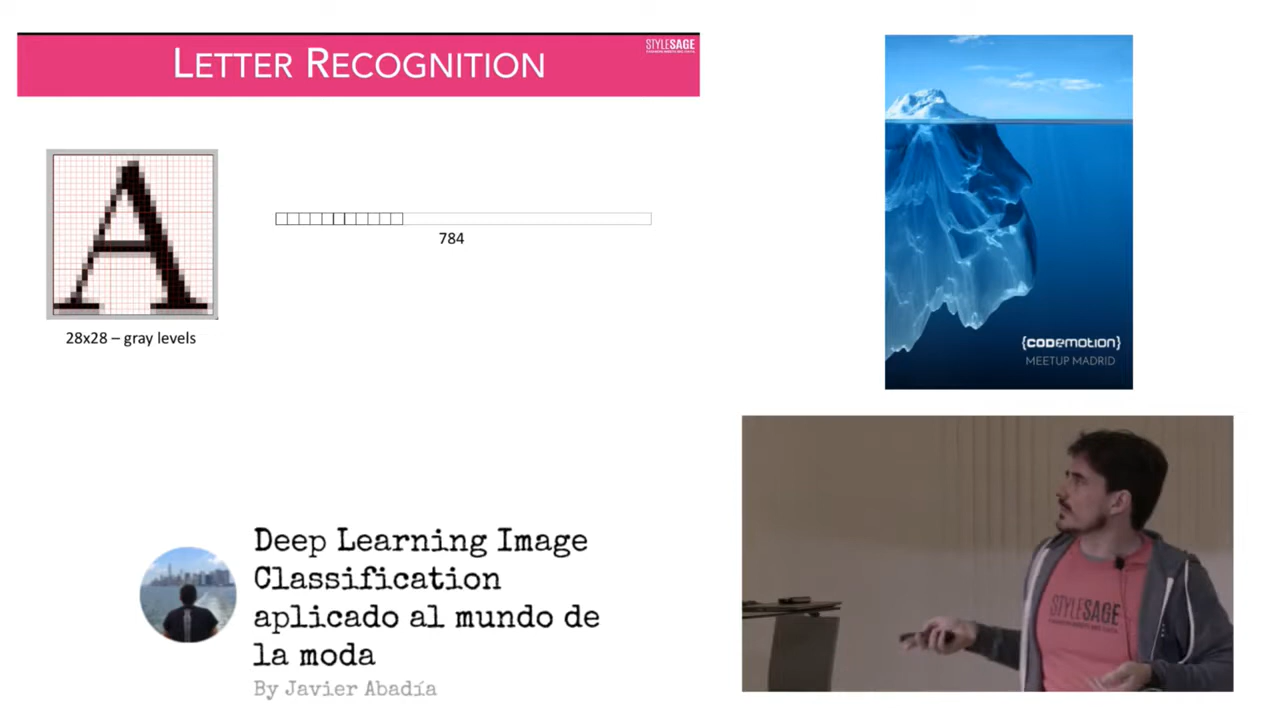 LETTER RECOGNITION
STYLESAGE
28x28 – gray levels
784
{CODEMOTION}
MEETUP MADRID
Deep Learning Image
Classification
aplicado al mundo de
la moda
By Javier Abadía
STYLESAGE